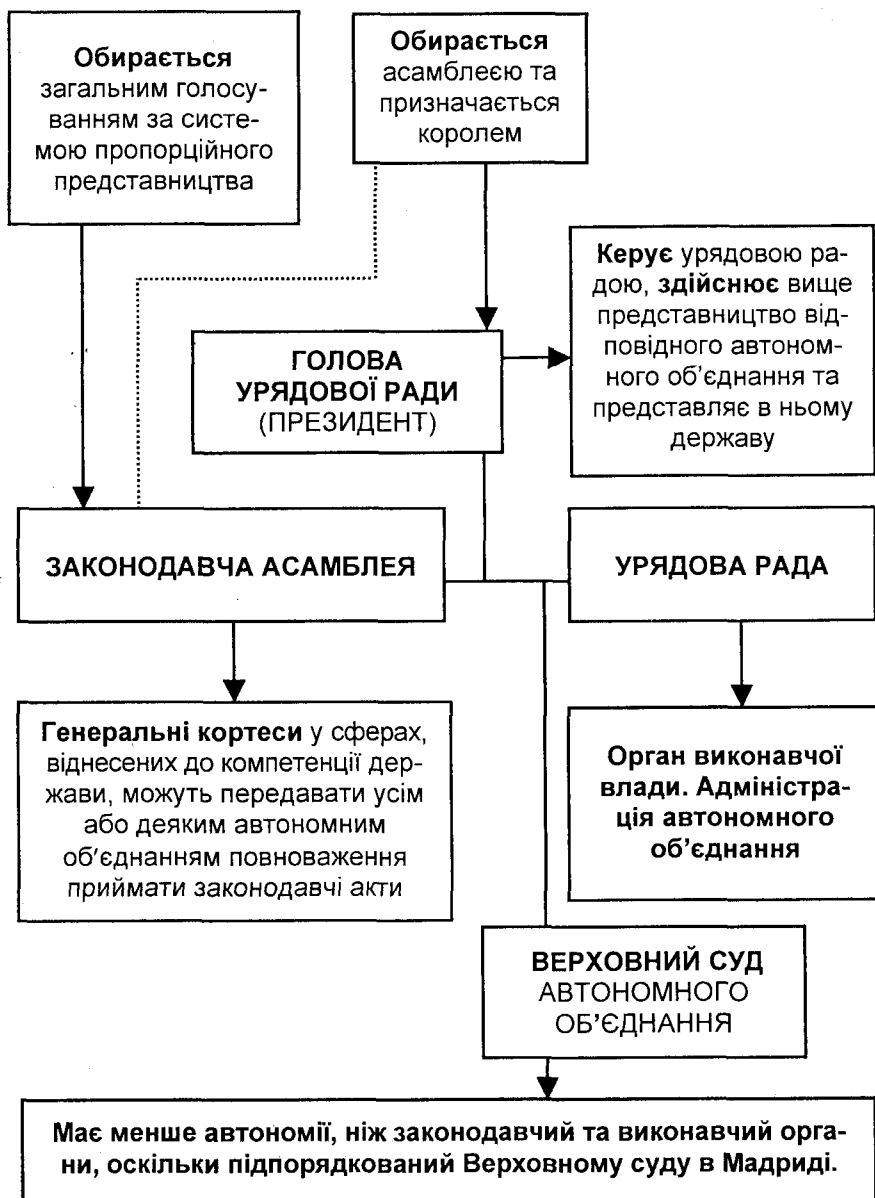 Обирається
загальним голосу-
ванням за систе-
мою пропорційного
представництва
Обирається
асамблеєю та
призначається
королем
Керує урядовою ра-
дою, здійснює вище
представництво від-
повідного автоном-
ного об’єднання та
представляє в ньому
державу
ГОЛОВА
УРЯДОВОЇ РАДИ
(ПРЕЗИДЕНТ)
ЗАКОНОДАВЧА АСАМБЛЕЯ
УРЯДОВА РАДА
Генеральні кортеси у сферах,
віднесених до компетенції дер-
жави, можуть передавати усім
або деяким автономним
об’єднанням повноваження
приймати законодавчі акти
Орган виконавчої
влади. Адміністра-
ція автономного
об’єднання
ВЕРХОВНИЙ СУД
АВТОНОМНОГО
ОБ’ЄДНАННЯ
Має менше автономії, ніж законодавчий та виконавчий орга-
ни, оскільки підпорядкований Верховному суду в Мадриді.